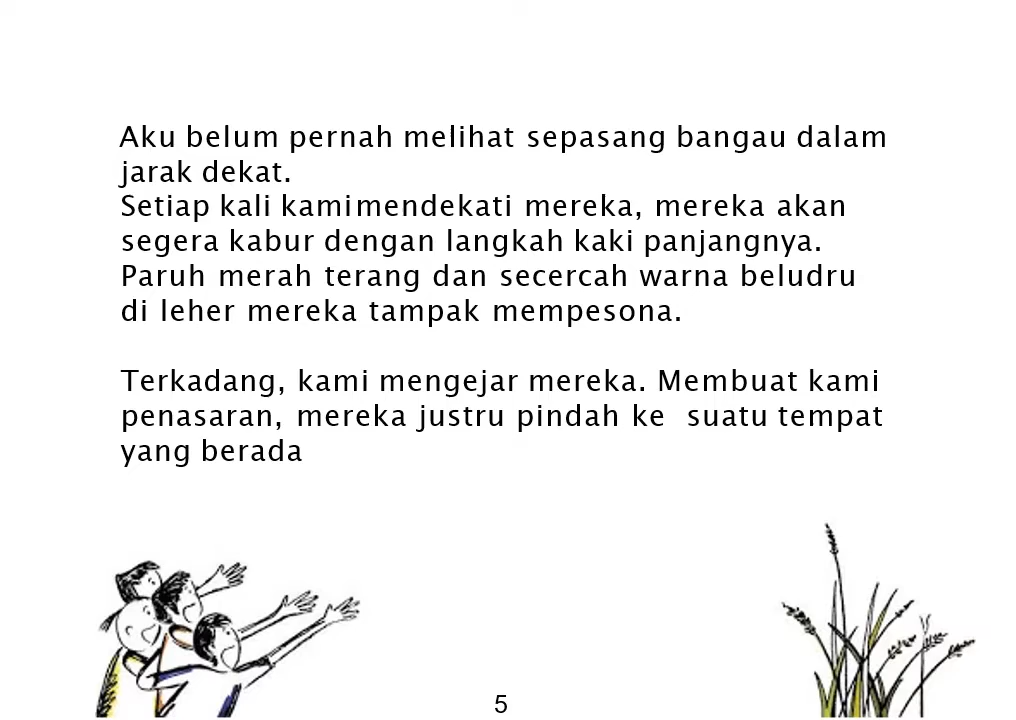 Aku belum pernah melihat sepasang bangau dalam
jarak dekat.
Setiap kali kami mendekati mereka, mereka akan
segera kabur dengan langkah kaki panjangnya.
Paruh merah terang dan secercah warna beludru
di leher mereka tampak mempesona.
Terkadang, kami mengejar mereka. Membuat kami
penasaran, mereka justru pindah ke suatu tempat
yang berada
5